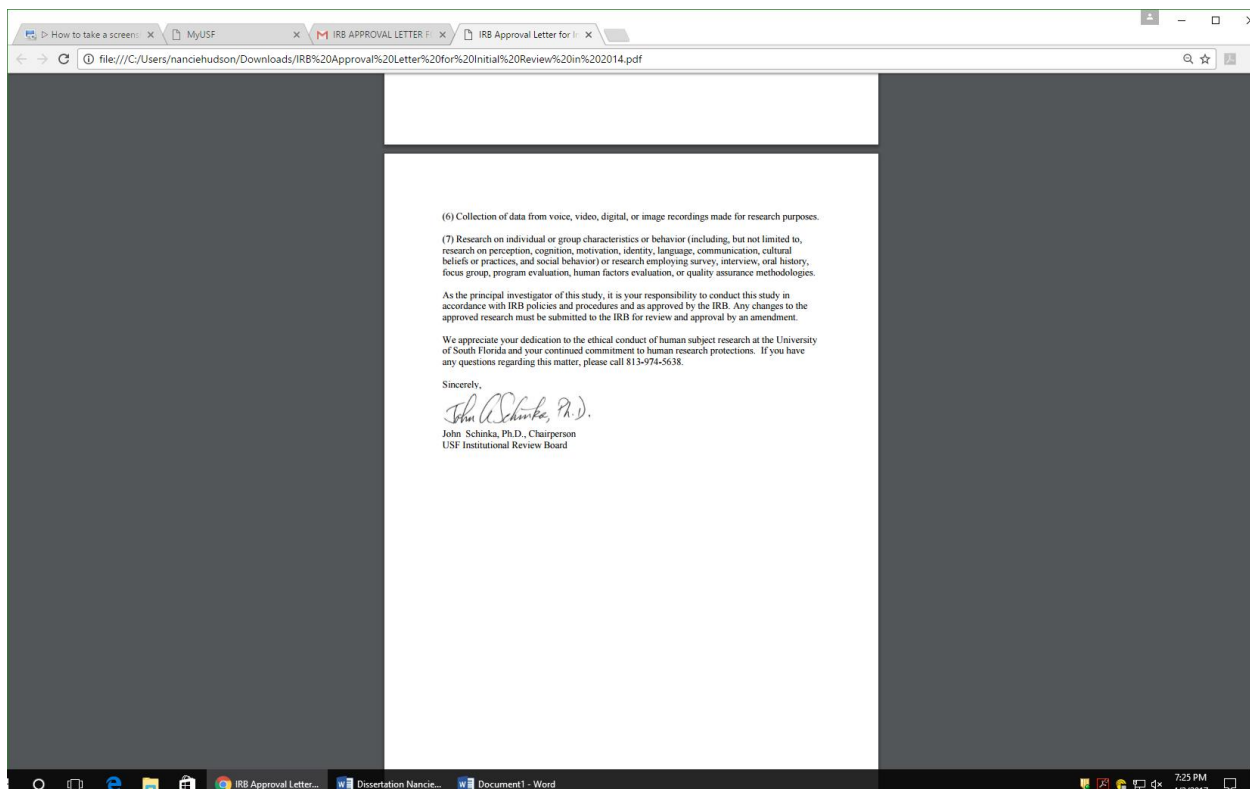 How to take a screens
MyUSF
IRB APPROVAL LETTER F
IRB Approval Letter for In
file:///C:/Users/nanciehudson/Downloads/IRB%20Approval%20Letter%20for%20Initial%20Review%20in%202014.pdf
(6) Collection of data from voice, video, digital, or image recordings made for research purposes.
(7) Research on individual or group characteristics or behavior (including, but not limited to,
research on perception, cognition, motivation, identity, language, communication, cultural
beliefs or practices, and social behavior) or research employing survey, interview, oral history,
focus group, program evaluation, human factors evaluation, or quality assurance methodologies.
As the principal investigator of this study, it is your responsibility to conduct this study in
accordance with IRB policies and procedures and as approved by the IRB. Any changes to the
approved research must be submitted to the IRB for review and approval by an amendment.
We appreciate your dedication to the ethical conduct of human subject research at the University
of South Florida and your continued commitment to human research protections.  If you have
any questions regarding this matter, please call 813-974-5638.
Sincerely,
John A Schinka, Ph.D.
John  Schinka, Ph.D., Chairperson
USF Institutional Review Board
IRB Approval Letter...
Dissertation Nancie...
Document1 - Word
7:25 PM